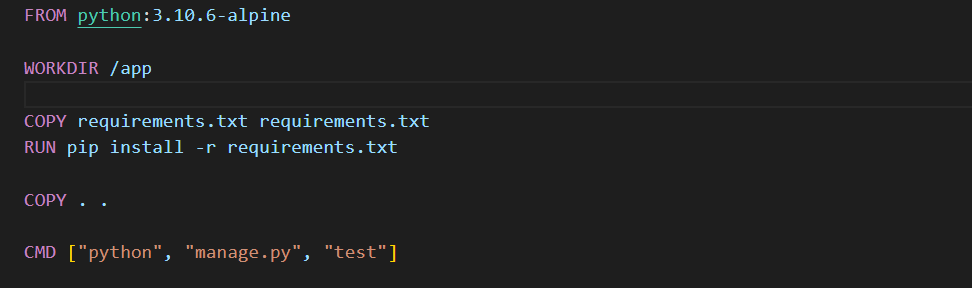 FROM python:3.10.6-alpine
WORKDIR /app
COPY requirements.txt requirements.txt
RUN pip install -r requirements.txt
COPY . .
CMD ["python", "manage.py", "test"]